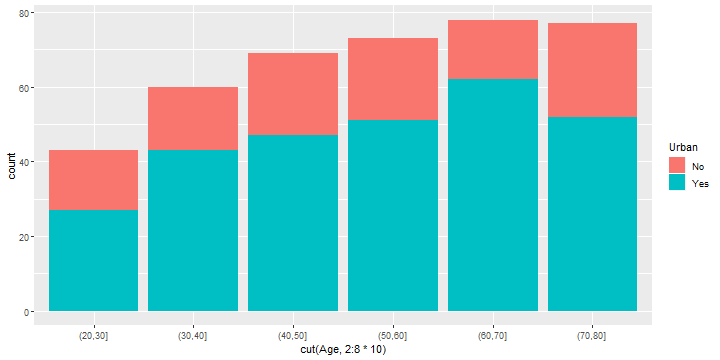 80
60
40
20
0
count
(20,30]
(30,40]
(40,50]
(50,60]
(60,70]
(70,80]
cut(Age, 2:8 * 10)
Urban
No
Yes